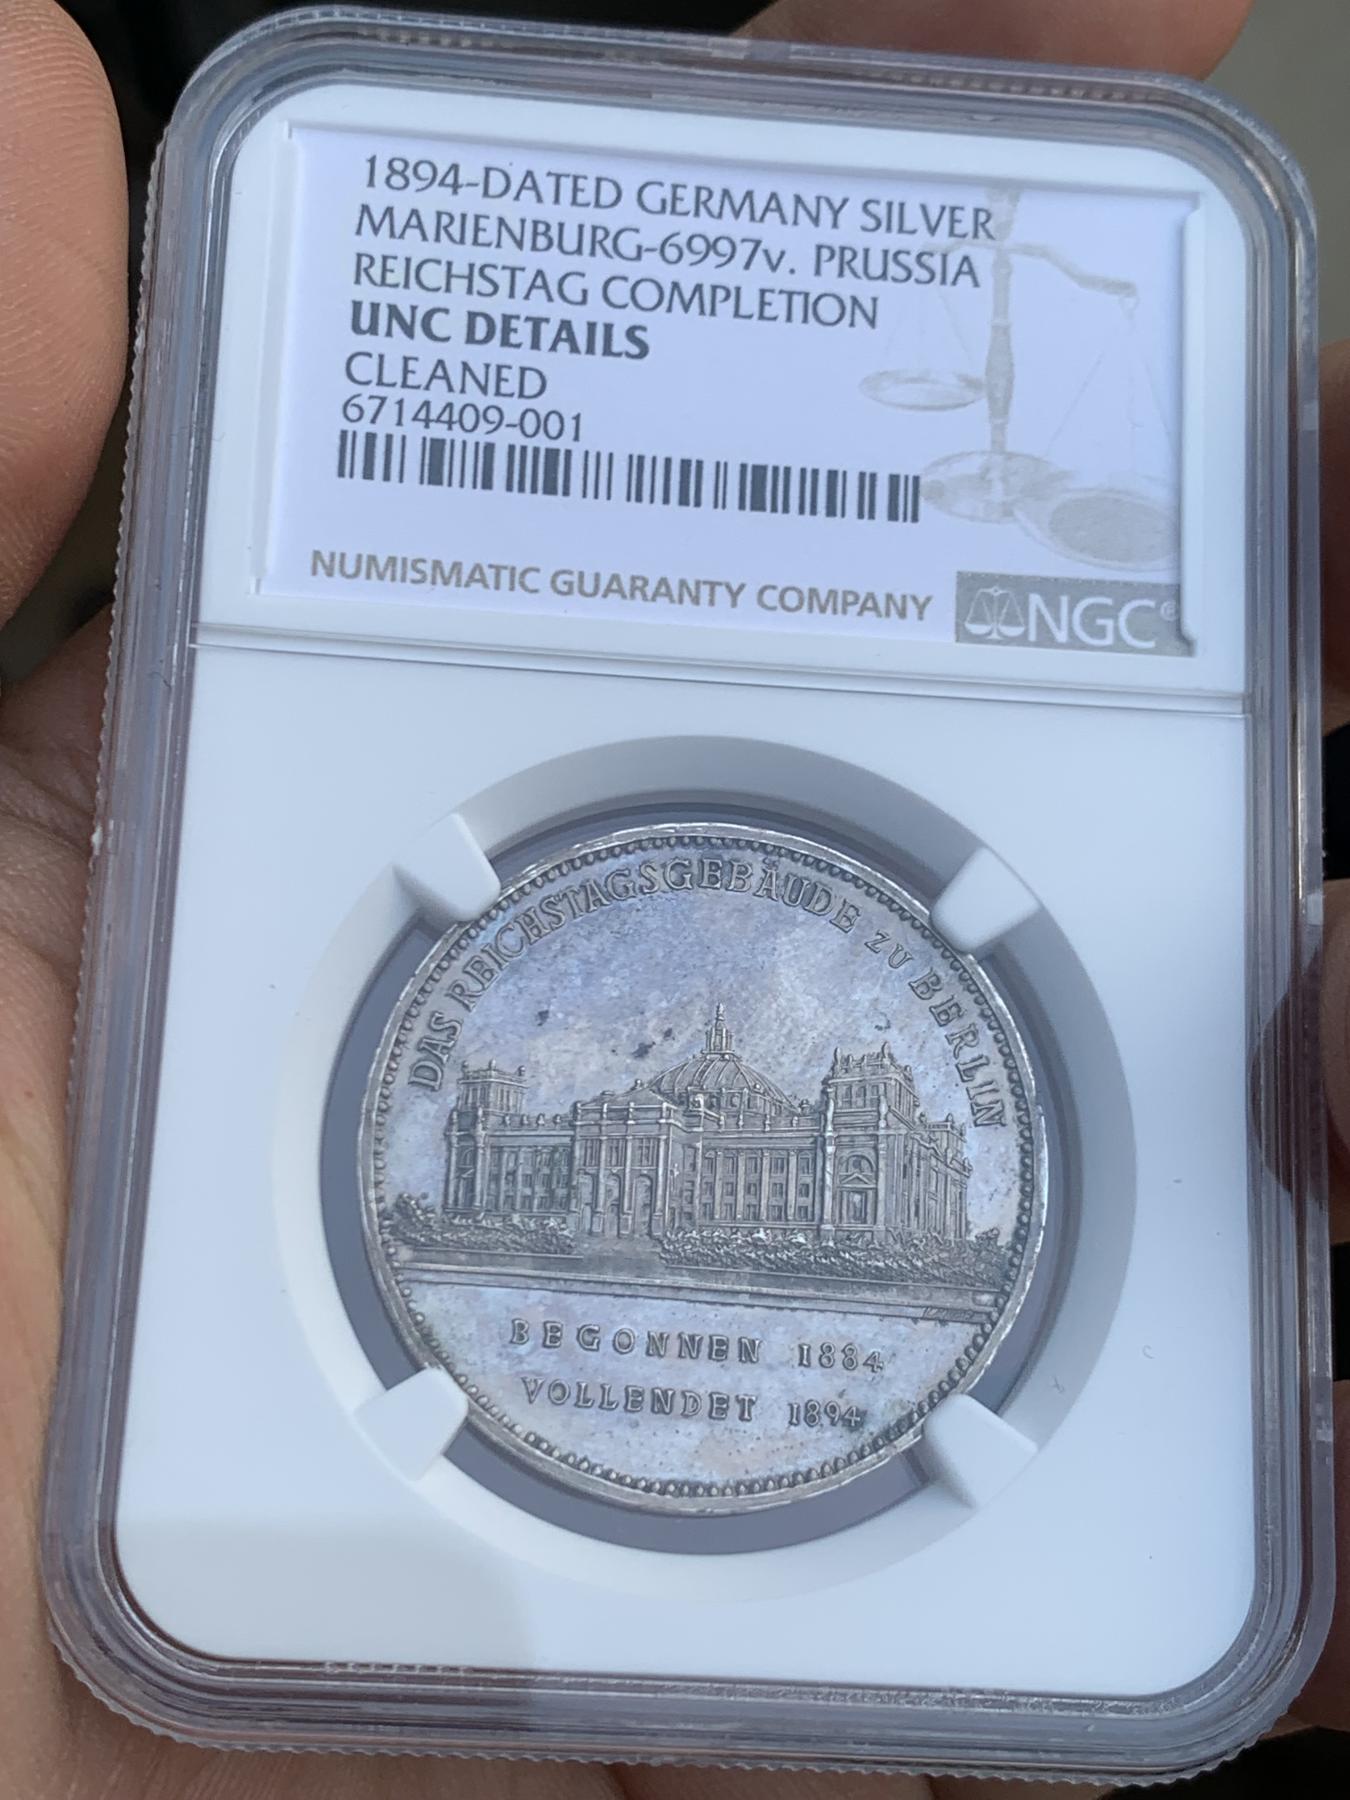 1894-DATED GERMANY SILVER
MARIENBURG-6997v. PRUSSIA
REICHSTAG COMPLETION
UNC DETAILS
CLEANED
6714409-001
NUMISMATIC GUARANTY COMPANY
NGC®
DAS REICHSTAGSGEBÄUDE ZU BERLIN
BEGONNEN 1884
VOLLENDET 1894